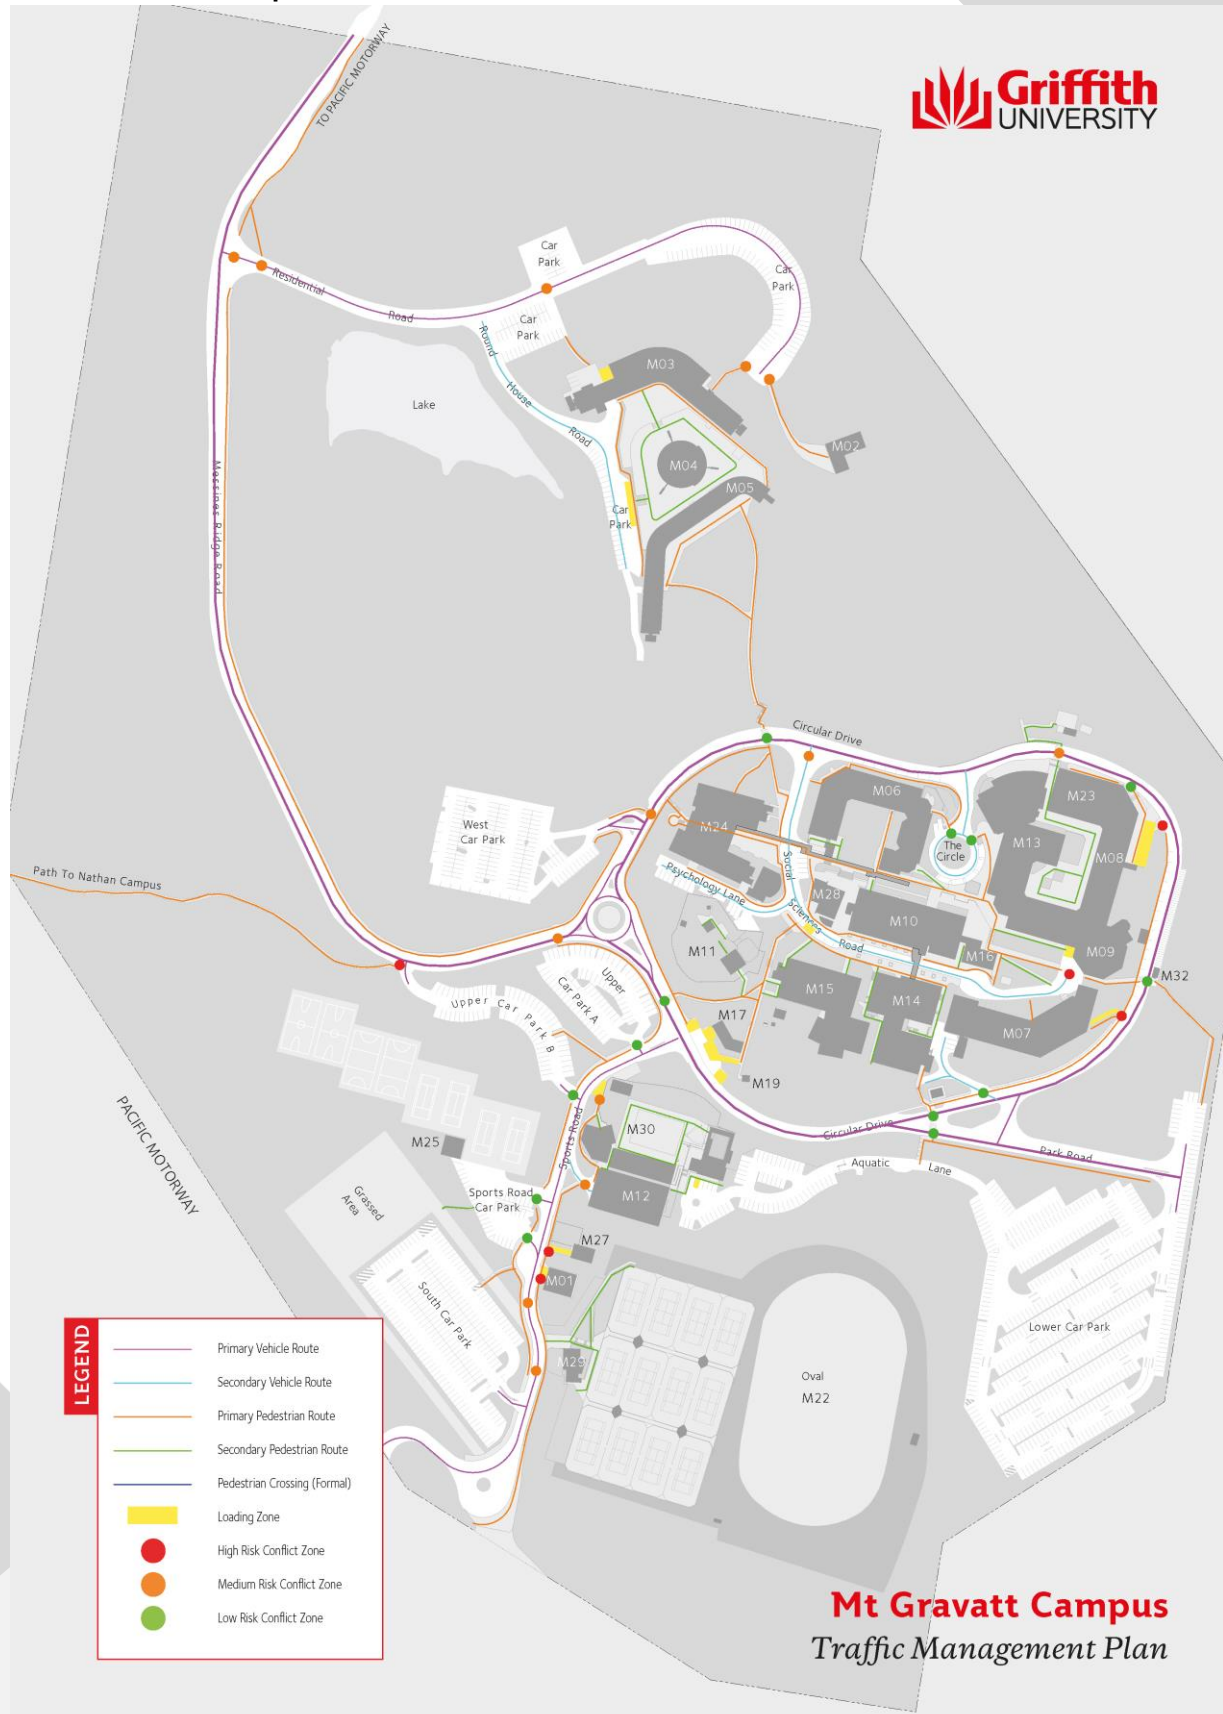 Griffith
UNIVERSITY
TO PACIFIC MOTORWAY
Car
Park
Car
Park
Residential
Road
Car
Park
Round
House
Road
M03
Lake
M02
M04
M05
Car
Park
Messines Ridge Road
Circular Drive
M06
M23
M24
West
Car Park
The
Circle
M13
M08
Social
Sciences
Road
Path To Nathan Campus
Psychology Lane
M28
M10
M11
M16
M09
M32
Upper
Car Park A
Upper Car Park B
M15
M14
M17
M07
M19
PACIFIC MOTORWAY
Sports Road
M30
Circular Drive
M25
Park Road
Aquatic
Lane
Grassed
Area
Sports Road
Car Park
M12
M27
M01
South Car Park
Lower Car Park
M29
Oval
M22
LEGEND
Primary Vehicle Route
Secondary Vehicle Route
Primary Pedestrian Route
Secondary Pedestrian Route
Pedestrian Crossing (Formal)
Loading Zone
High Risk Conflict Zone
Medium Risk Conflict Zone
Low Risk Conflict Zone
Mt Gravatt Campus
Traffic Management Plan